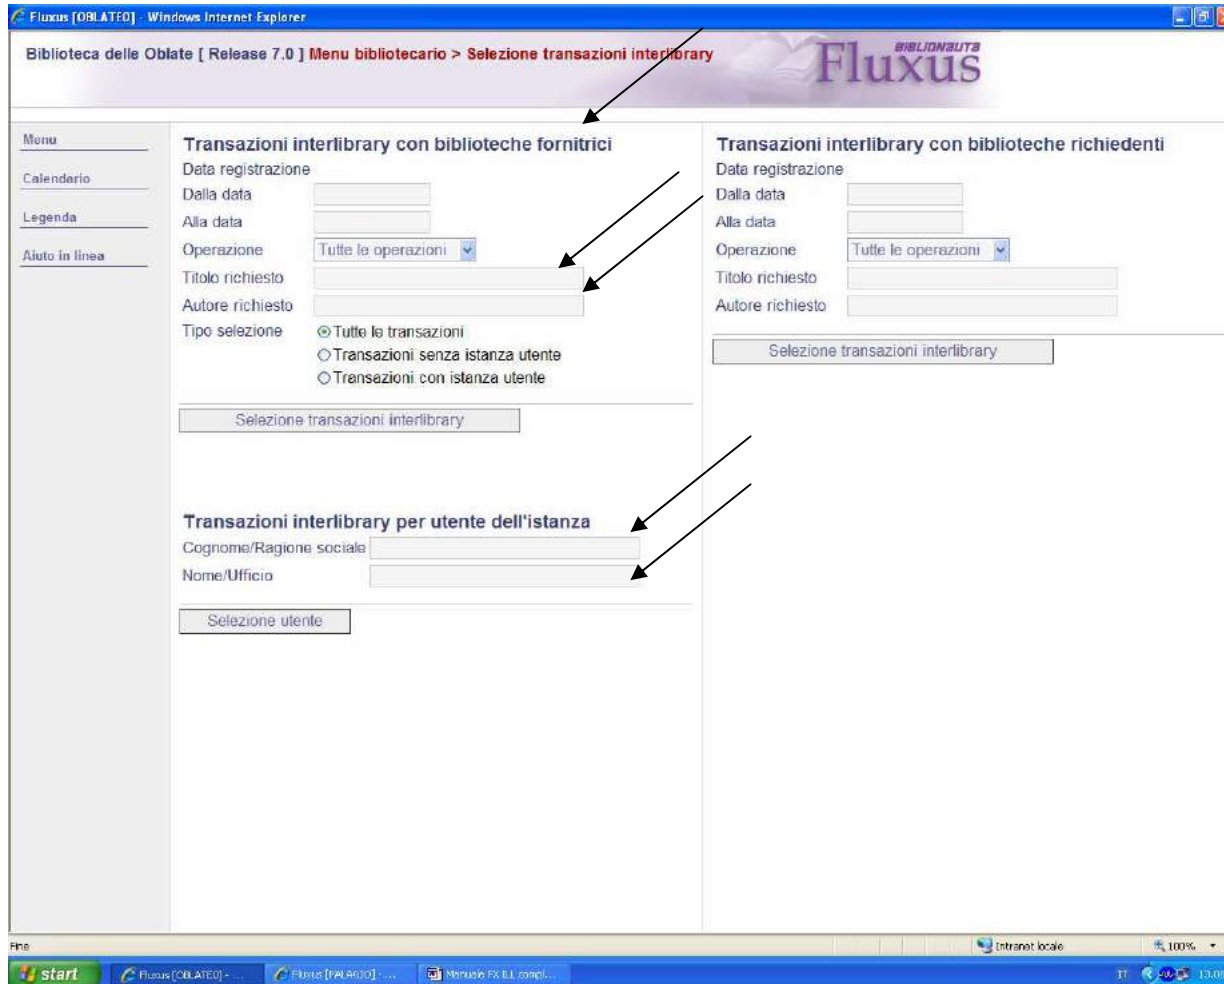 Fluxus [OBLATE0] - Windows Internet Explorer
Biblioteca delle Oblate [ Release 7.0 ] Menu bibliotecario > Selezione transazioni interlibrary
BIBLIONAUTA
Fluxus
Menu
Calendario
Legenda
Aiuto in linea
Transazioni interlibrary con biblioteche fornitrici
Data registrazione
Dalla data
Alla data
Operazione Tutte le operazioni
Titolo richiesto
Autore richiesto
Tipo selezione Tutte le transazioni
Transazioni senza istanza utente
Transazioni con istanza utente
Selezione transazioni interlibrary
Transazioni interlibrary per utente dell'istanza
Cognome/Ragione sociale
Nome/Ufficio
Selezione utente
Transazioni interlibrary con biblioteche richiedenti
Data registrazione
Dalla data
Alla data
Operazione Tutte le operazioni
Titolo richiesto
Autore richiesto
Selezione transazioni interlibrary
Fine
Intranet locale
100%
start
Fluxus [OBLATE0] - ...
Fluxus [PALAGIO] - ...
Manuale FX ILL compl...
IT